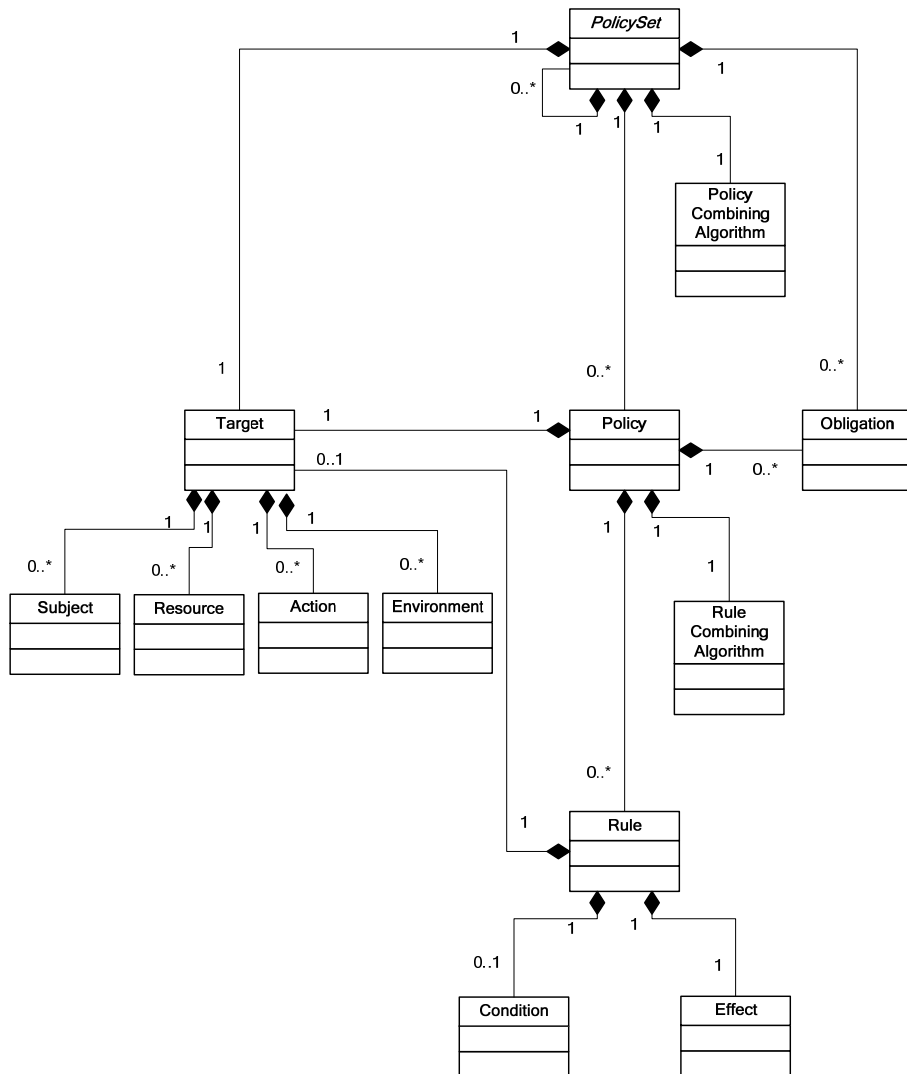 PolicySet
1
1
0..*
1
1
1
1
Policy
Combining
Algorithm
1
0..*
0..*
Target
1
1
Policy
Obligation
0..1
1
0..*
1
1
1
1
1
1
0..*
0..*
0..*
0..*
1
Subject
Resource
Action
Environment
Rule
Combining
Algorithm
0..*
1
Rule
1
1
0..1
1
Condition
Effect